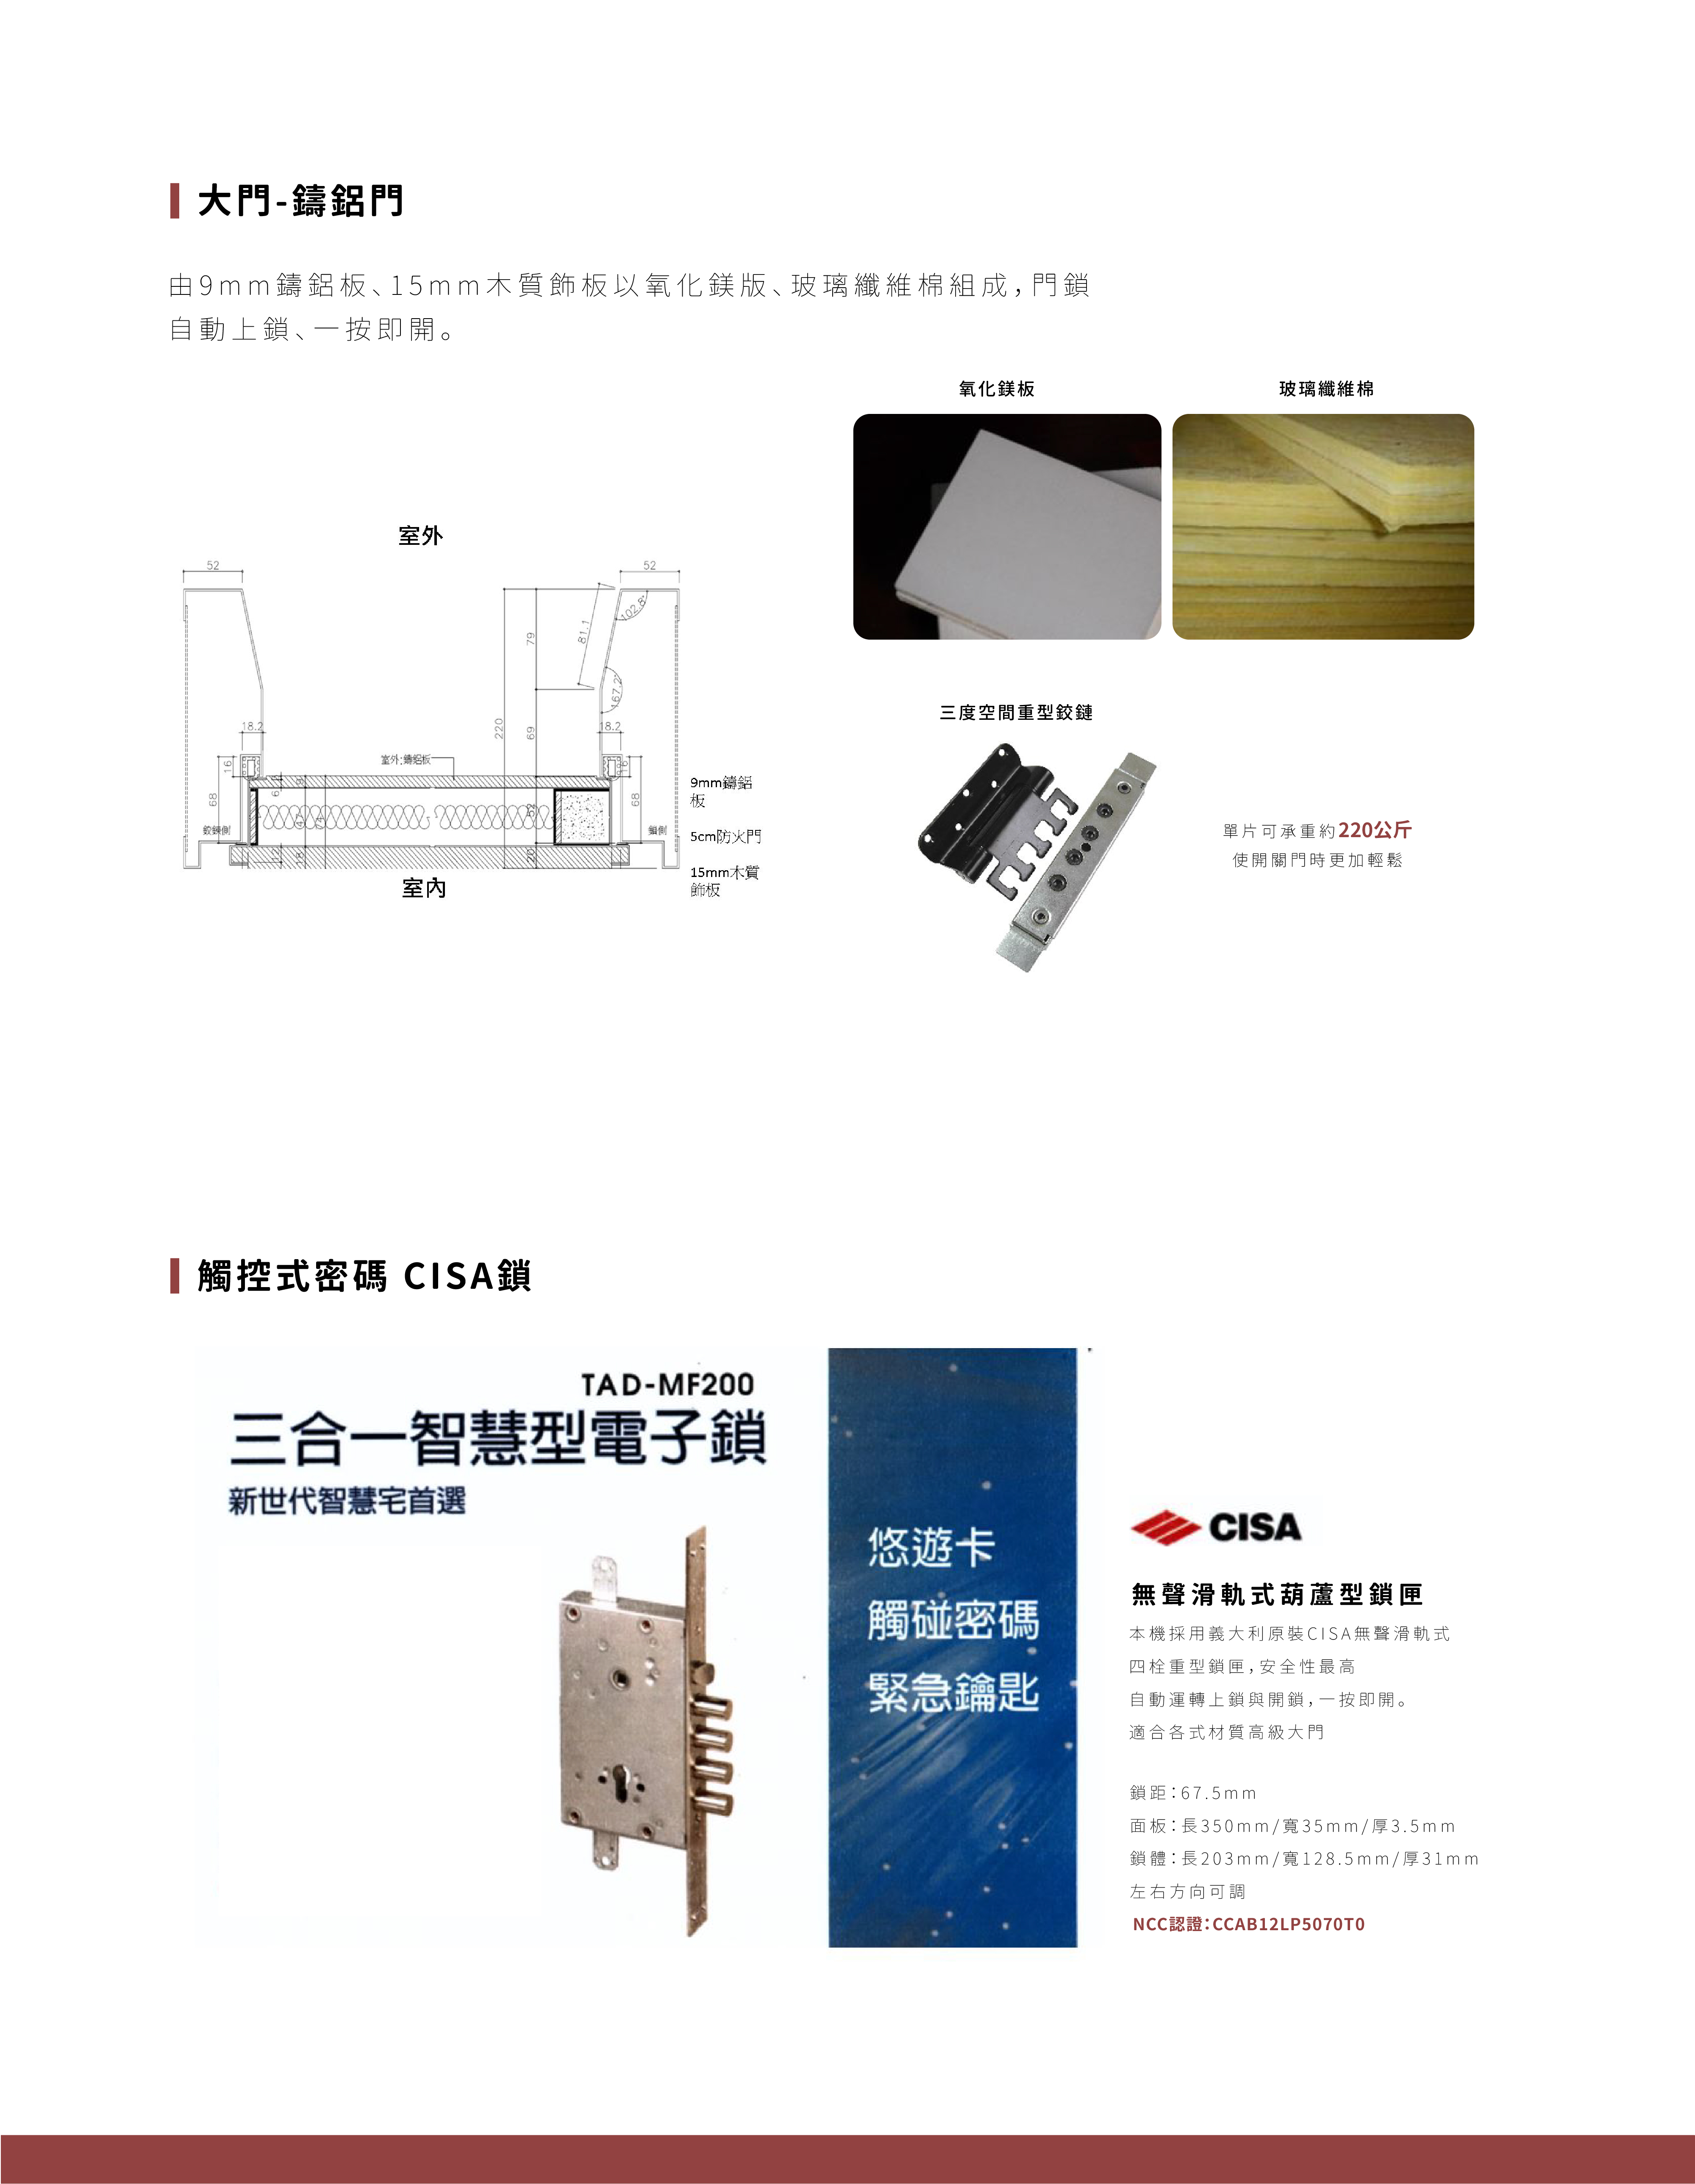 大門-鑄鋁門
由9mm鑄鋁板、15mm木質飾板以氧化鎂版、玻璃纖維棉組成，門鎖
自動上鎖、一按即開。
氧化鎂板
玻璃纖維棉
室外
52
52
102.8°
81.1
79
167.2°
18.2
18.2
220
69
16
16
室外:鑄鋁板
68
68
6
9
47
74
52
鉸鍊側
鎖側
12
18
20
室內
9mm鑄鋁
板
5cm防火門
15mm木質
飾板
三度空間重型鉸鏈
單片可承重約220公斤
使開關門時更加輕鬆
觸控式密碼 CISA鎖
TAD-MF200
三合一智慧型電子鎖
新世代智慧宅首選
悠遊卡
觸碰密碼
緊急鑰匙
CISA
無聲滑軌式葫蘆型鎖匣
本機採用義大利原裝CISA無聲滑軌式
四栓重型鎖匣，安全性最高
自動運轉上鎖與開鎖，一按即開。
適合各式材質高級大門
鎖距：67.5mm
面板：長350mm/寬35mm/厚3.5mm
鎖體：長203mm/寬128.5mm/厚31mm
左右方向可調
NCC認證：CCAB12LP5070T0